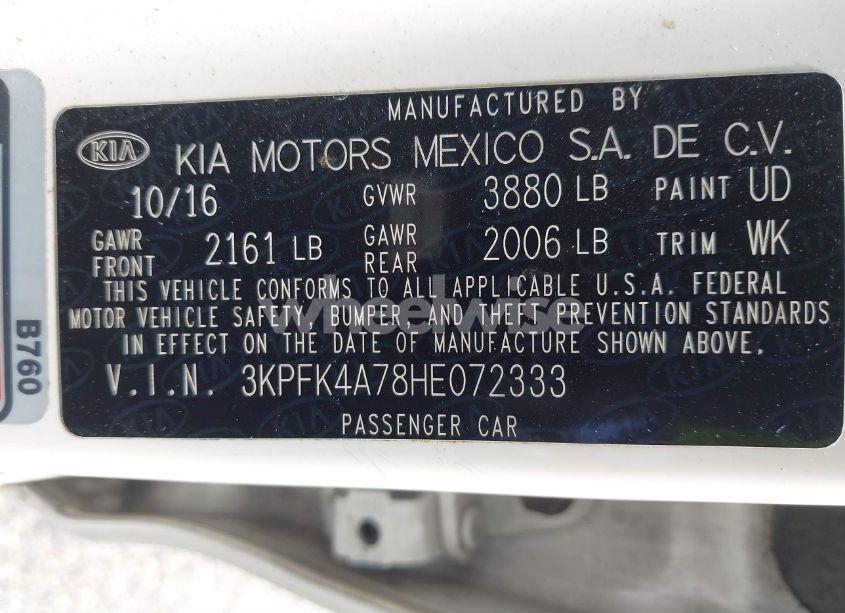 MANUFACTURED BY
KIA KIA MOTORS MEXICO S.A. DE C.V.
10/16 GVWR 3880 LB PAINT UD
GAWR FRONT 2161 LB GAWR REAR 2006 LB TRIM WK
THIS VEHICLE CONFORMS TO ALL APPLICABLE U.S.A. FEDERAL
MOTOR VEHICLE SAFETY, BUMPER, AND THEFT PREVENTION STANDARDS
IN EFFECT ON THE DATE OF MANUFACTURE SHOWN ABOVE.
V.I.N. 3KPFK4A78HE072333
PASSENGER CAR
B760
wheelwise